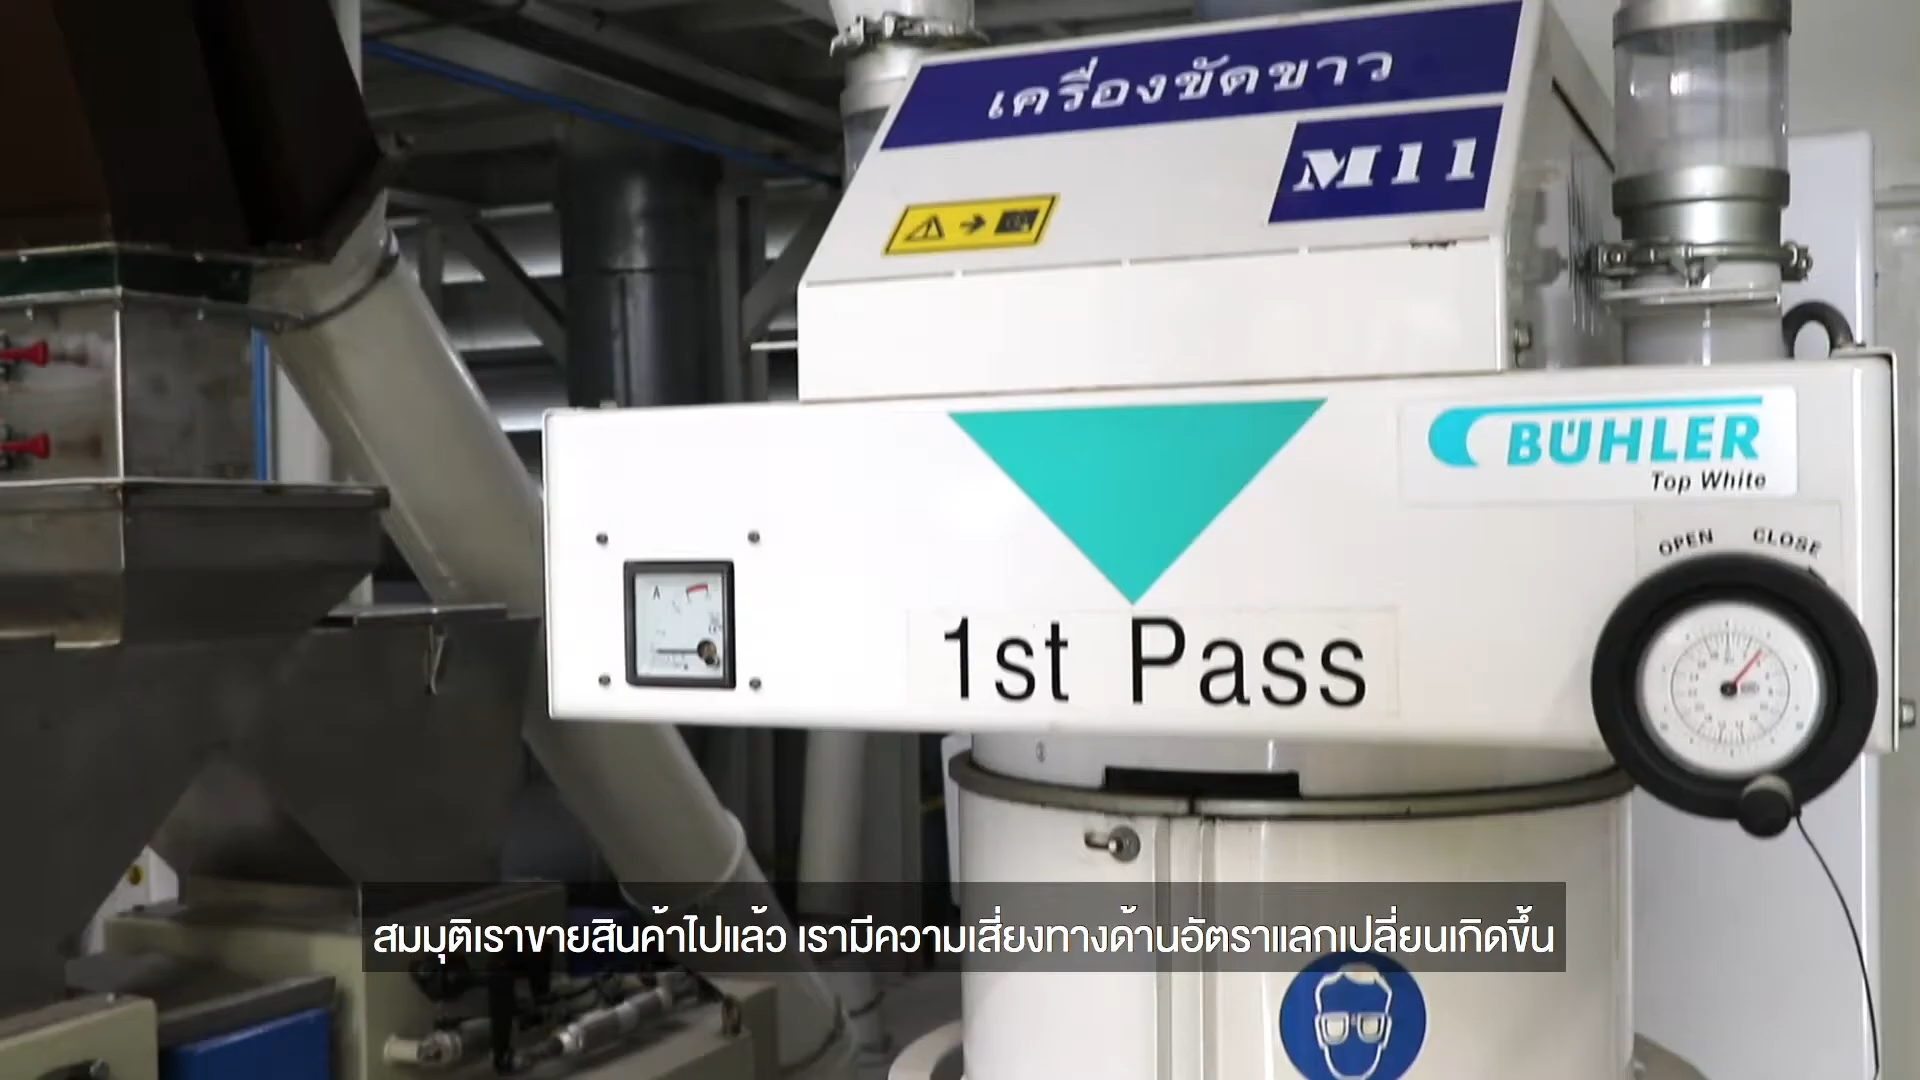 เครื่องขัดขาว
M11
BÜHLER
Top White
OPEN CLOSE
A
1st Pass
สมมุติเราขายสินค้าไปแล้ว เรามีความเสี่ยงทางด้านอัตราแลกเปลี่ยนเกิดขึ้น